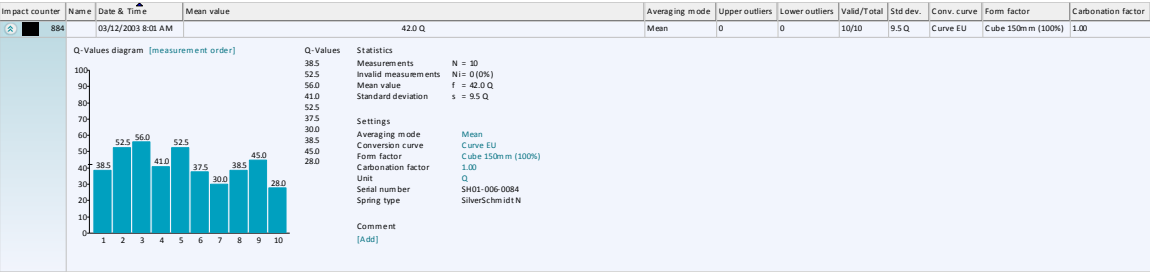 Impact counter Name Date & Time Mean value Averaging mode Upper outliers Lower outliers Valid/Total Std dev. Conv. curve Form factor Carbonation factor
884 03/12/2003 8:01 AM 42.0 Q Mean 0 0 10/10 9.5 Q Curve EU Cube 150mm (100%) 1.00
Q-Values diagram [measurement order]
100
90
80
70
60
50
40
30
20
10
0
38.5 52.5 56.0 41.0 52.5 37.5 30.0 38.5 45.0 28.0
1 2 3 4 5 6 7 8 9 10
Q-Values
38.5
52.5
56.0
41.0
52.5
37.5
30.0
38.5
45.0
28.0
Statistics
Measurements N = 10
Invalid measurements Ni = 0 (0%)
Mean value f = 42.0 Q
Standard deviation s = 9.5 Q
Settings
Averaging mode Mean
Conversion curve Curve EU
Form factor Cube 150mm (100%)
Carbonation factor 1.00
Unit Q
Serial number SH01-006-0084
Spring type SilverSchmidt N
Comment
[Add]